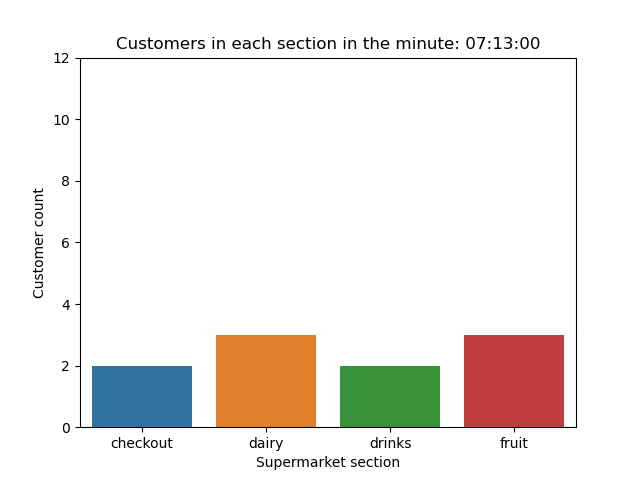 Customers in each section in the minute: 07:13:00
12
10
8
6
4
2
0
Customer count
checkout dairy drinks fruit
Supermarket section